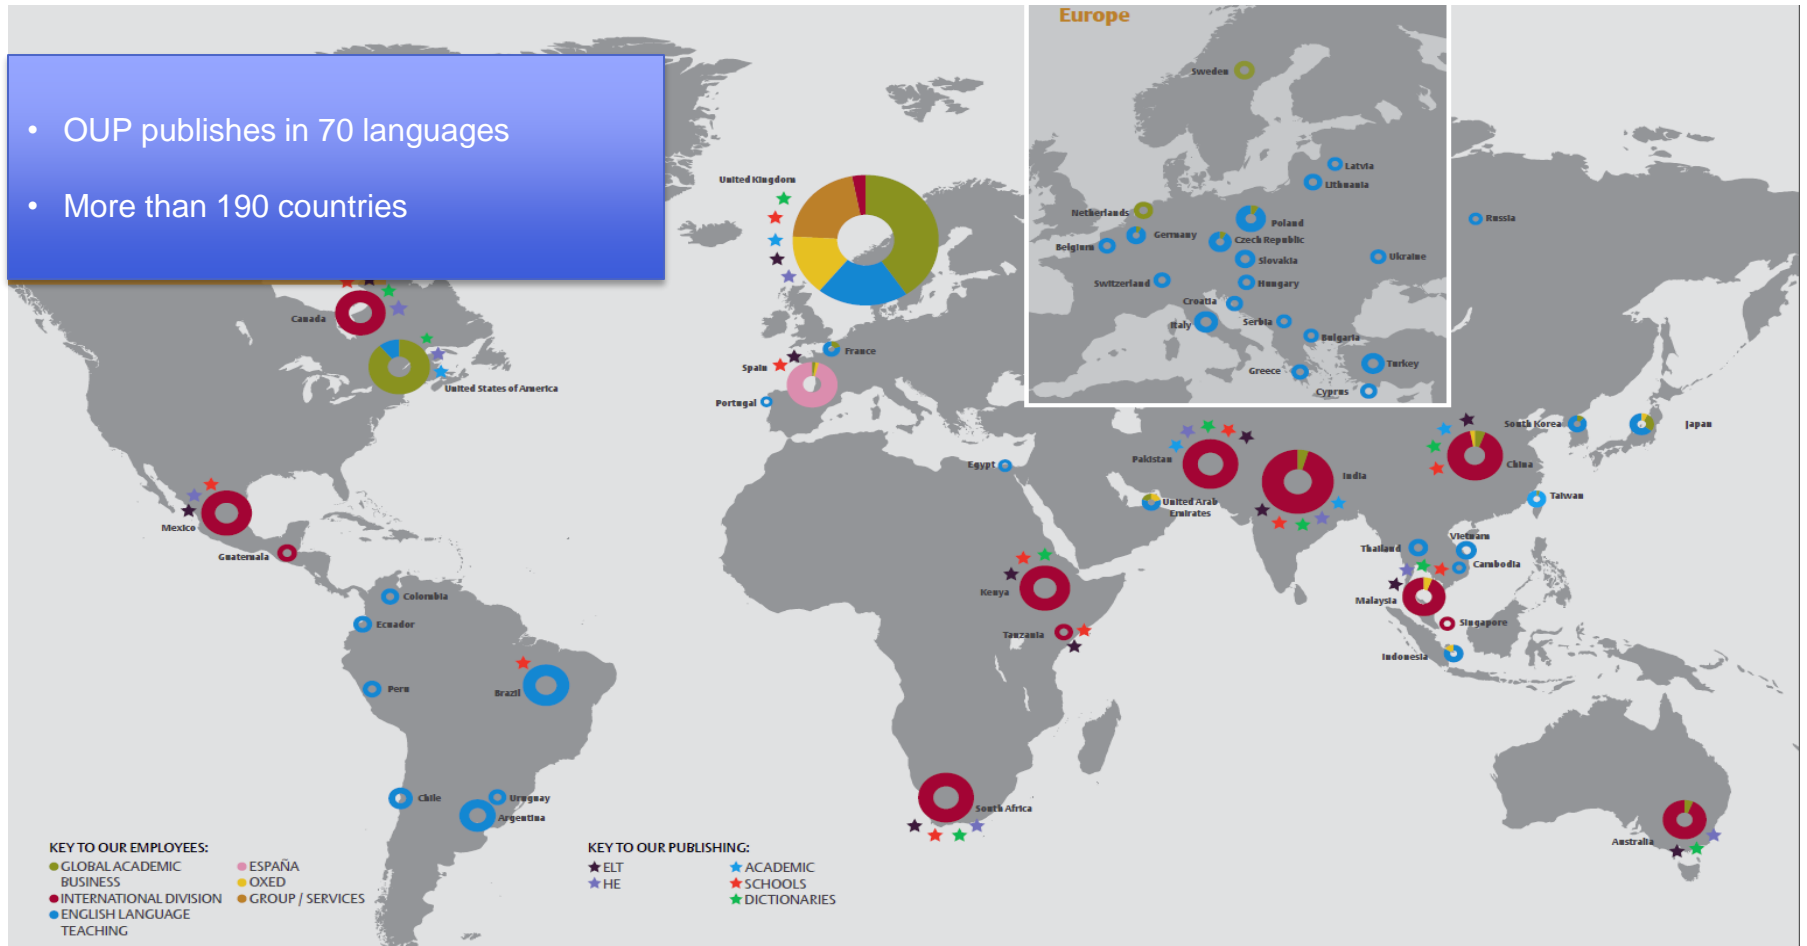 Europe
• OUP publishes in 70 languages
• More than 190 countries
Sweden
Latvia
Lithuania
Netherlands
Poland
Germany
Czech Republic
Belgium
Slovakia
Ukraine
Switzerland
Hungary
Croatia
Italy
Serbia
Bulgaria
Turkey
Greece
Cyprus
Russia
United Kingdom
Canada
United States of America
France
Spain
Portugal
South Korea
Japan
Egypt
Pakistan
India
China
United Arab
Emirates
Taiwan
Mexico
Guatemala
Vietnam
Thailand
Cambodia
Kenya
Malaysia
Colombia
Ecuador
Tanzania
Singapore
Indonesia
Peru
Brazil
Chile
Uruguay
Argentina
South Africa
Australia
KEY TO OUR EMPLOYEES:
GLOBAL ACADEMIC
BUSINESS
INTERNATIONAL DIVISION
ENGLISH LANGUAGE
TEACHING
ESPAÑA
OXED
GROUP / SERVICES
KEY TO OUR PUBLISHING:
ELT
HE
ACADEMIC
SCHOOLS
DICTIONARIES